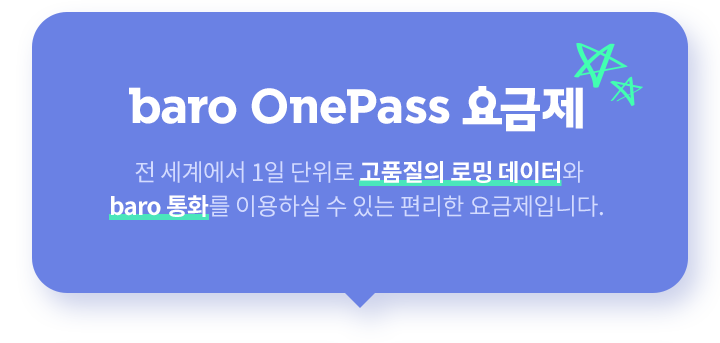 baro OnePass 요금제
전 세계에서 1일 단위로 고품질의 로밍 데이터와
baro 통화를 이용하실 수 있는 편리한 요금제입니다.